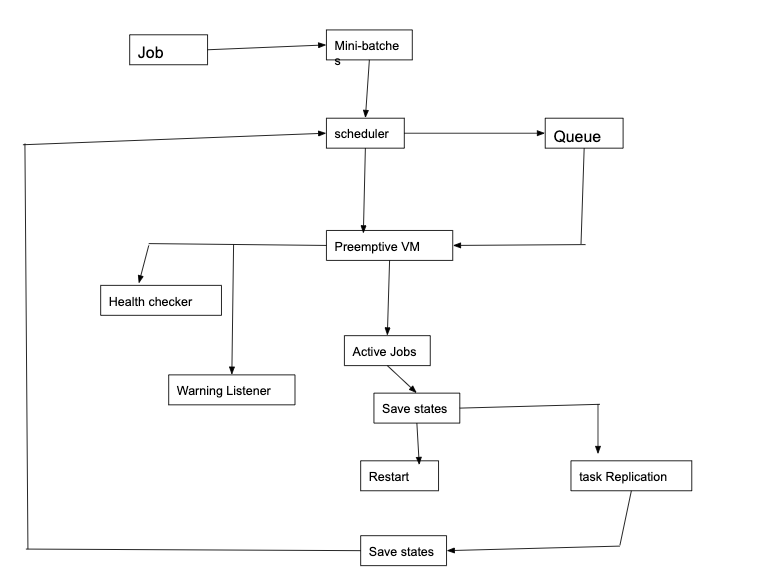 Job
Mini-batche
s
scheduler
Queue
Preemptive VM
Health checker
Active Jobs
Warning Listener
Save states
Restart
task Replication
Save states